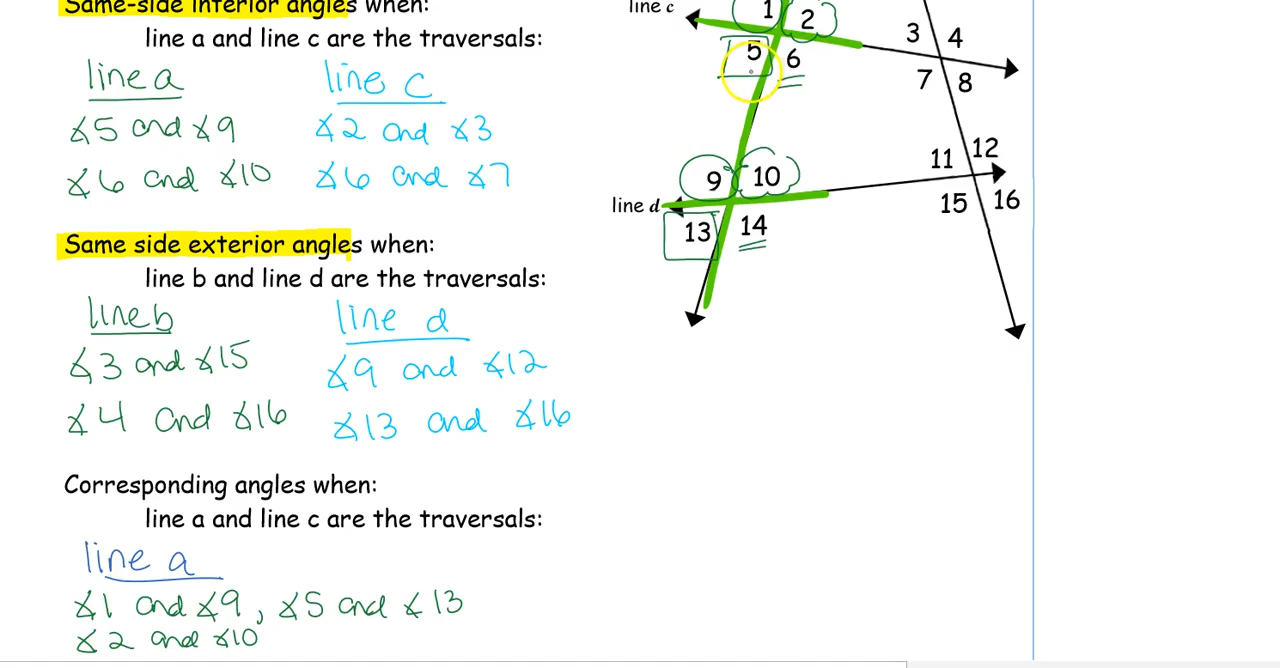 Same-side interior angles when:
line a and line c are the traversals:
line a
∡5 and ∡9
∡6 and ∡10
line c
∡2 and ∡3
∡6 and ∡7
Same side exterior angles when:
line b and line d are the traversals:
line b
∡3 and ∡15
∡4 and ∡16
line d
∡9 and ∡12
∡13 and ∡16
Corresponding angles when:
line a and line c are the traversals:
line a
∡1 and ∡9, ∡5 and ∡13
∡2 and ∡10
line c
1 2
3 4
5 6
7 8
9 10
11 12
line d
13 14
15 16